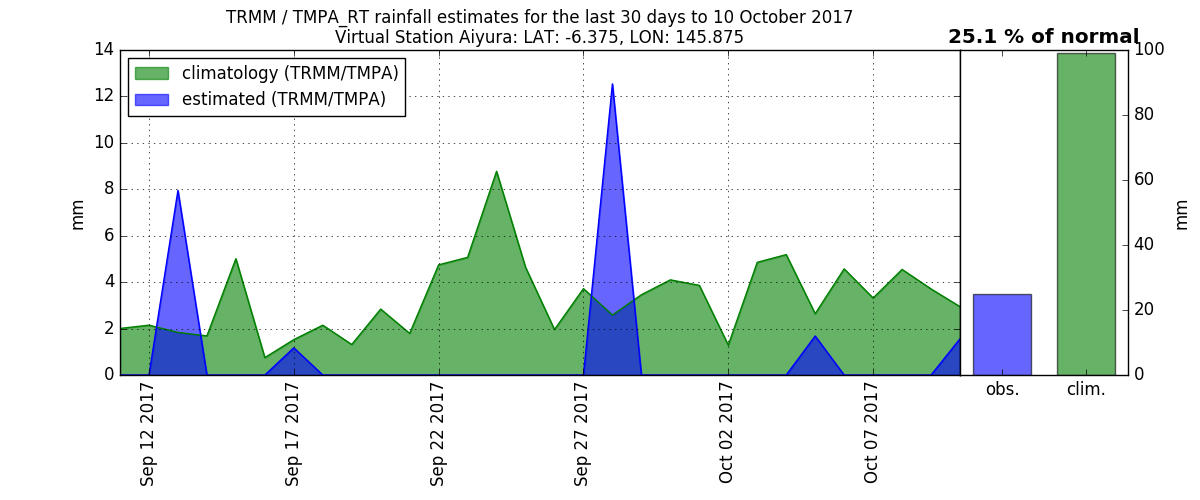 TRMM / TMPA_RT rainfall estimates for the last 30 days to 10 October 2017
Virtual Station Aiyura: LAT: -6.375, LON: 145.875
25.1 % of normal
climatology (TRMM/TMPA)
estimated (TRMM/TMPA)
14
12
10
8
6
4
2
0
mm
Sep 12 2017
Sep 17 2017
Sep 22 2017
Sep 27 2017
Oct 02 2017
Oct 07 2017
100
80
60
40
20
0
mm
obs.
clim.